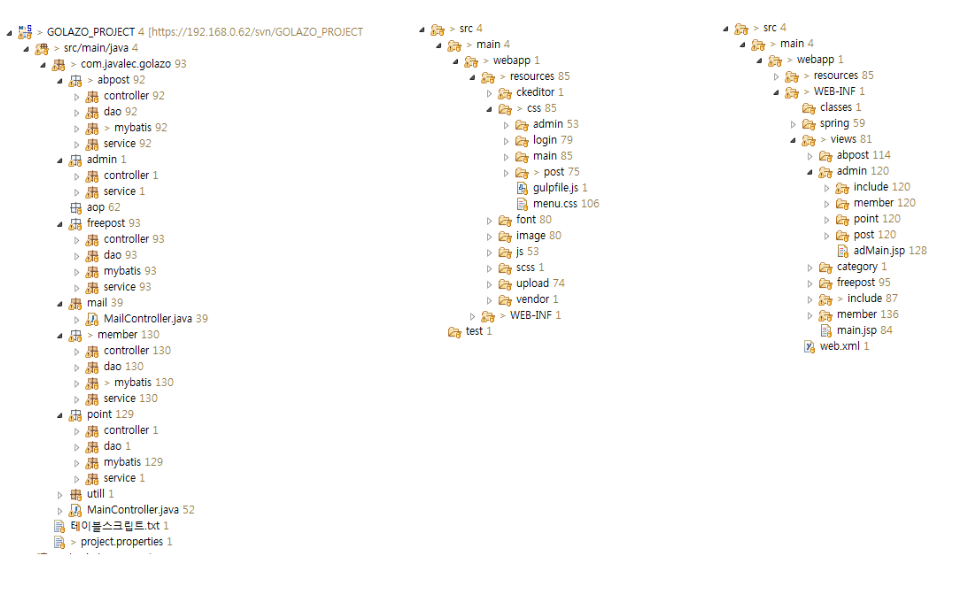 > GOLAZO_PROJECT 4 [https://192.168.0.62/svn/GOLAZO_PROJECT
> src/main/java 4
> com.javalec.golazo 93
> abpost 92
controller 92
dao 92
> mybatis 92
service 92
admin 1
controller 1
service 1
aop 62
freepost 93
controller 93
dao 93
mybatis 93
service 93
mail 39
MailController.java 39
> member 130
controller 130
dao 130
> mybatis 130
service 130
point 129
controller 1
dao 1
mybatis 129
service 1
utill 1
MainController.java 52
테이블스크립트.txt 1
> project.properties 1
> src 4
> main 4
> webapp 1
> resources 85
ckeditor 1
> css 85
> admin 53
login 79
> main 85
> post 75
gulpfile.js 1
menu.css 106
font 80
image 80
js 53
scss 1
upload 74
vendor 1
> WEB-INF 1
test 1
> src 4
> main 4
> webapp 1
> resources 85
> WEB-INF 1
classes 1
spring 59
> views 81
abpost 114
admin 120
> include 120
member 120
point 120
post 120
adMain.jsp 128
category 1
freepost 95
> include 87
member 136
main.jsp 84
web.xml 1